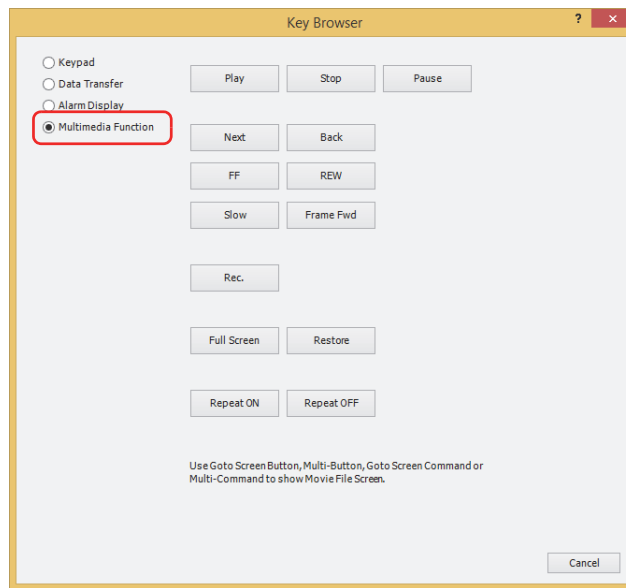 Key Browser
?
Keypad
Data Transfer
Alarm Display
Multimedia Function
Play Stop Pause
Next Back
FF REW
Slow Frame Fwd
Rec.
Full Screen Restore
Repeat ON Repeat OFF
Use Goto Screen Button, Multi-Button, Goto Screen Command or
Multi-Command to show Movie File Screen.
Cancel